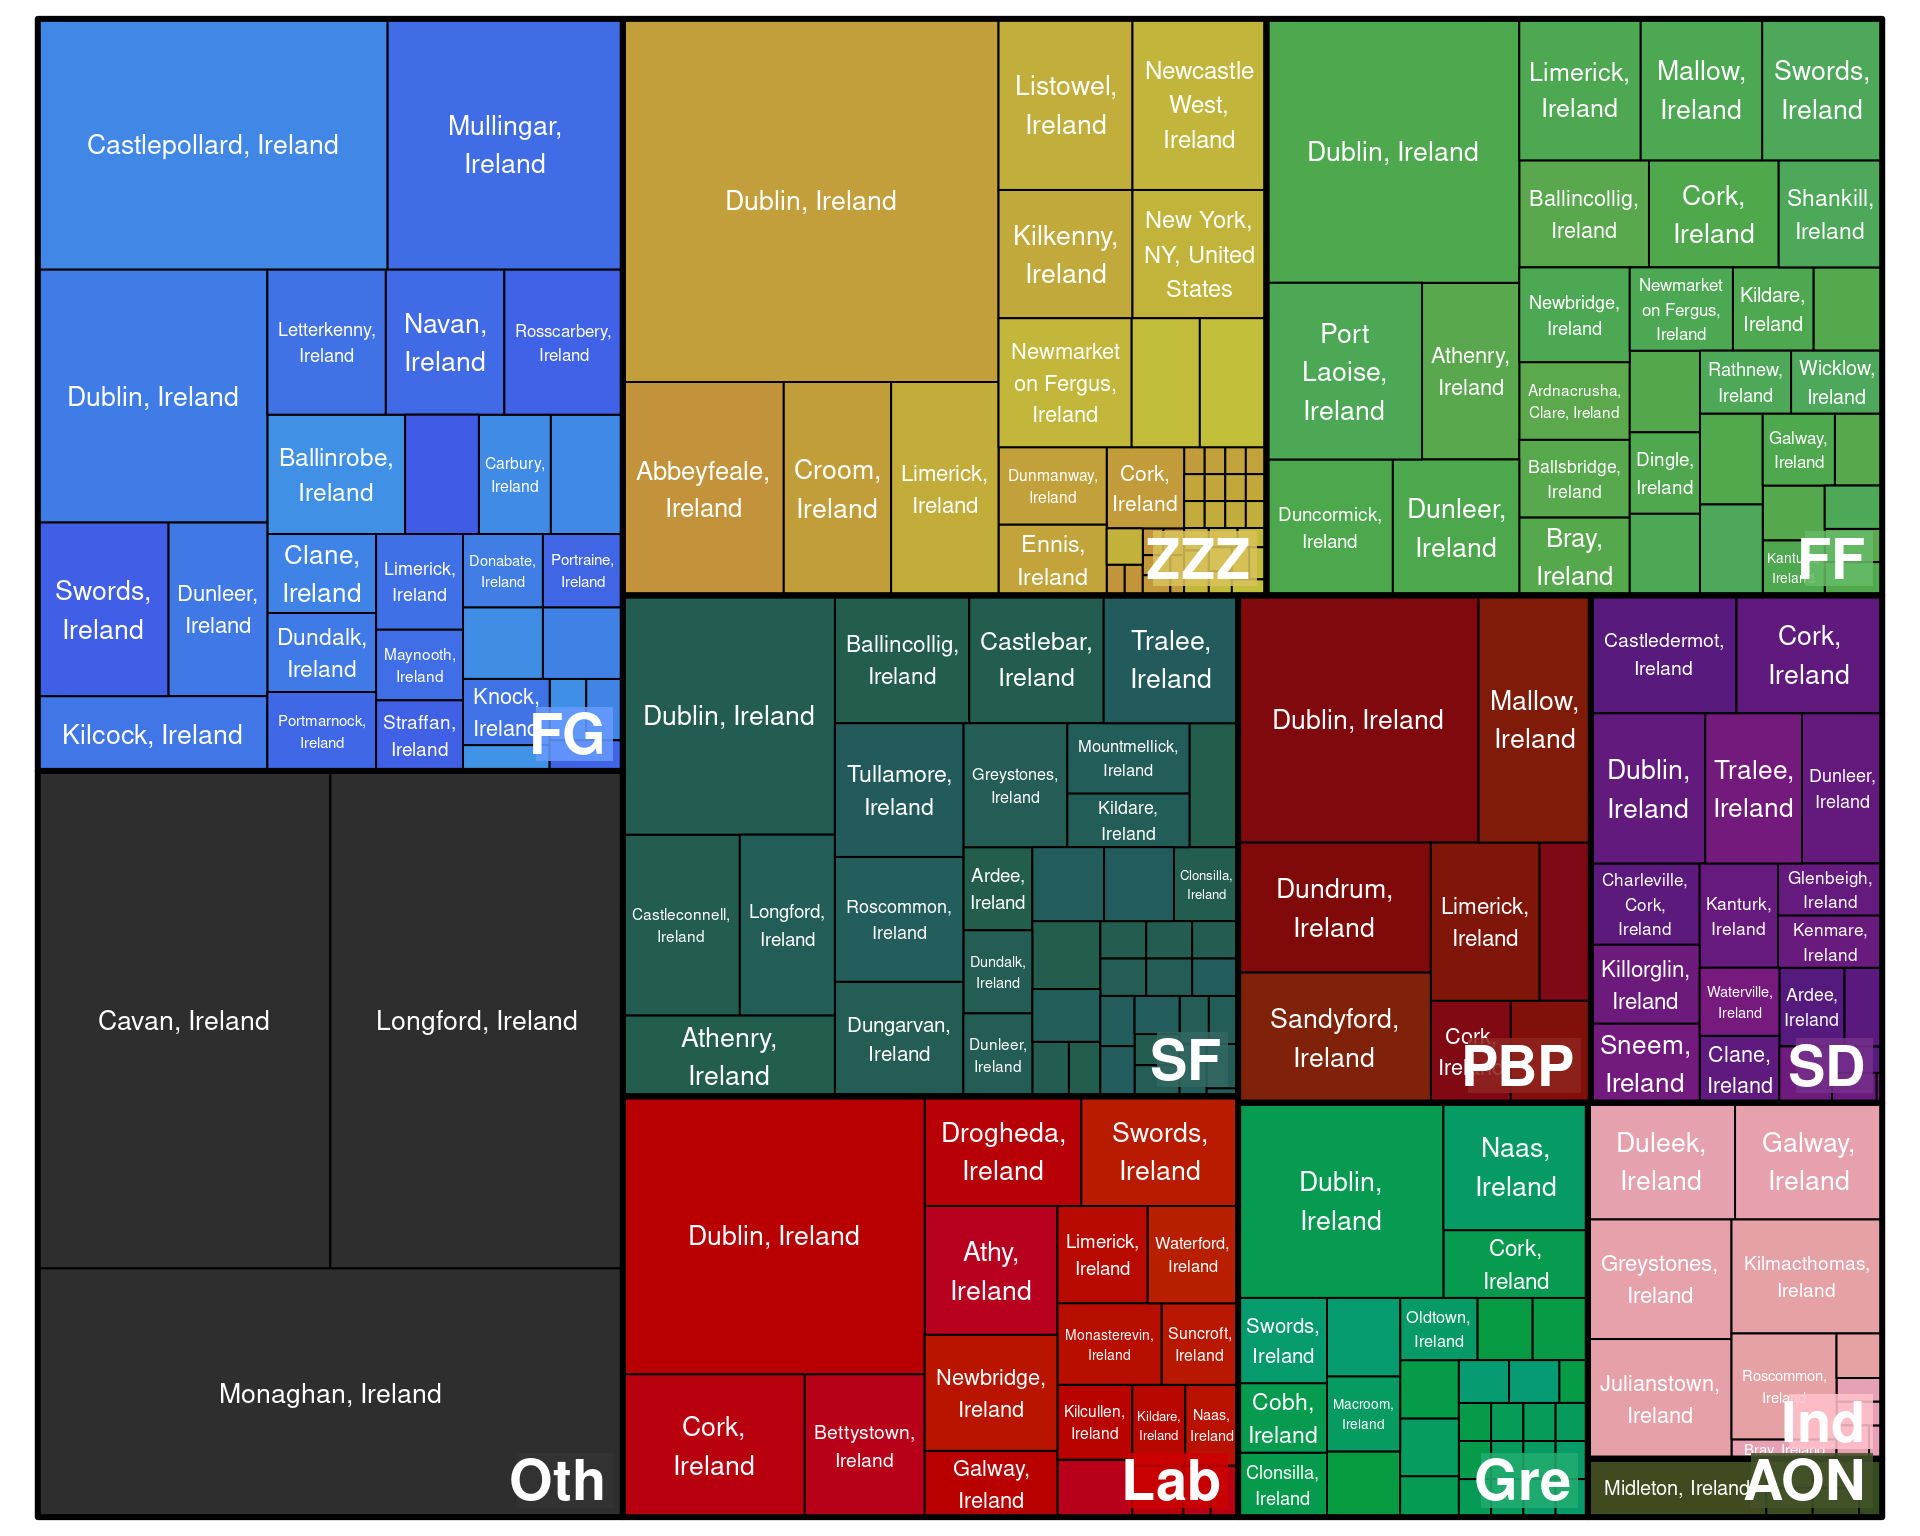 Castlepollard, Ireland
Mullingar,
Ireland
Dublin, Ireland
Letterkenny,
Ireland
Navan,
Ireland
Rosscarbery,
Ireland
Ballinrobe,
Ireland
Carbury,
Ireland
Swords,
Ireland
Dunleer,
Ireland
Kilcock, Ireland
Clane,
Ireland
Dundalk,
Ireland
Portmarnock,
Ireland
Limerick,
Ireland
Maynooth,
Ireland
Straffan,
Ireland
Donabate,
Ireland
Portraine,
Ireland
Knock,
Ireland
FG
Cavan, Ireland
Longford, Ireland
Monaghan, Ireland
Oth
Dublin, Ireland
Listowel,
Ireland
Newcastle
West,
Ireland
Kilkenny,
Ireland
New York,
NY, United
States
Newmarket
on Fergus,
Ireland
Abbeyfeale,
Ireland
Croom,
Ireland
Limerick,
Ireland
Dunmanway,
Ireland
Cork,
Ireland
Ennis,
Ireland
ZZZ
Dublin, Ireland
Limerick,
Ireland
Mallow,
Ireland
Swords,
Ireland
Ballincollig,
Ireland
Cork,
Ireland
Shankill,
Ireland
Port
Laoise,
Ireland
Athenry,
Ireland
Duncormick,
Ireland
Dunleer,
Ireland
Newbridge,
Ireland
Newmarket
on Fergus,
Ireland
Kildare,
Ireland
Ardnacrusha,
Clare, Ireland
Rathnew,
Ireland
Wicklow,
Ireland
Ballsbridge,
Ireland
Dingle,
Ireland
Galway,
Ireland
Bray,
Ireland
FF
Dublin, Ireland
Ballincollig,
Ireland
Castlebar,
Ireland
Tralee,
Ireland
Tullamore,
Ireland
Greystones,
Ireland
Mountmellick,
Ireland
Kildare,
Ireland
Castleconnell,
Ireland
Longford,
Ireland
Athenry,
Ireland
Roscommon,
Ireland
Dungarvan,
Ireland
Ardee,
Ireland
Clonsilla,
Ireland
Dundalk,
Ireland
Dunleer,
Ireland
SF
Dublin, Ireland
Mallow,
Ireland
Dundrum,
Ireland
Limerick,
Ireland
Sandyford,
Ireland
Cork,
PBP
Castledermot,
Ireland
Cork,
Ireland
Dublin,
Ireland
Tralee,
Ireland
Dunleer,
Ireland
Charleville,
Cork,
Ireland
Kanturk,
Ireland
Glenbeigh,
Ireland
Kenmare,
Ireland
Killorglin,
Ireland
Waterville,
Ireland
Ardee,
Ireland
Sneem,
Ireland
Clane,
Ireland
SD
Dublin, Ireland
Drogheda,
Ireland
Swords,
Ireland
Athy,
Ireland
Limerick,
Ireland
Waterford,
Ireland
Monasterevin,
Ireland
Suncroft,
Ireland
Cork,
Ireland
Bettystown,
Ireland
Newbridge,
Ireland
Galway,
Ireland
Kilcullen,
Ireland
Kildare,
Ireland
Naas,
Ireland
Lab
Dublin,
Ireland
Naas,
Ireland
Cork,
Ireland
Swords,
Ireland
Oldtown,
Ireland
Cobh,
Ireland
Macroom,
Ireland
Clonsilla,
Ireland
Gre
Duleek,
Ireland
Galway,
Ireland
Greystones,
Ireland
Kilmacthomas,
Ireland
Julianstown,
Ireland
Roscommon,
Ireland
Bray, Ireland
Ind
Midleton, Ireland
AON